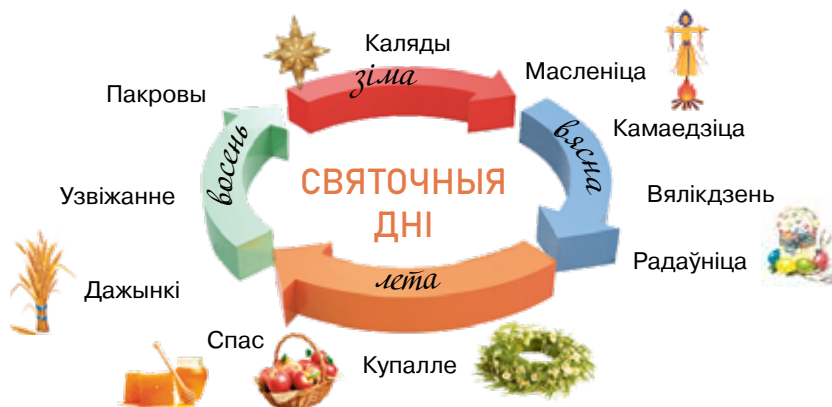 Каляды
зіма
Масленіца
Пакровы
Камаедзіца
вясна
восень
СВЯТОЧНЫЯ
ДНІ
Узвіжанне
Вялікдзень
Радаўніца
Дажынкі
лета
Спас
Купалле